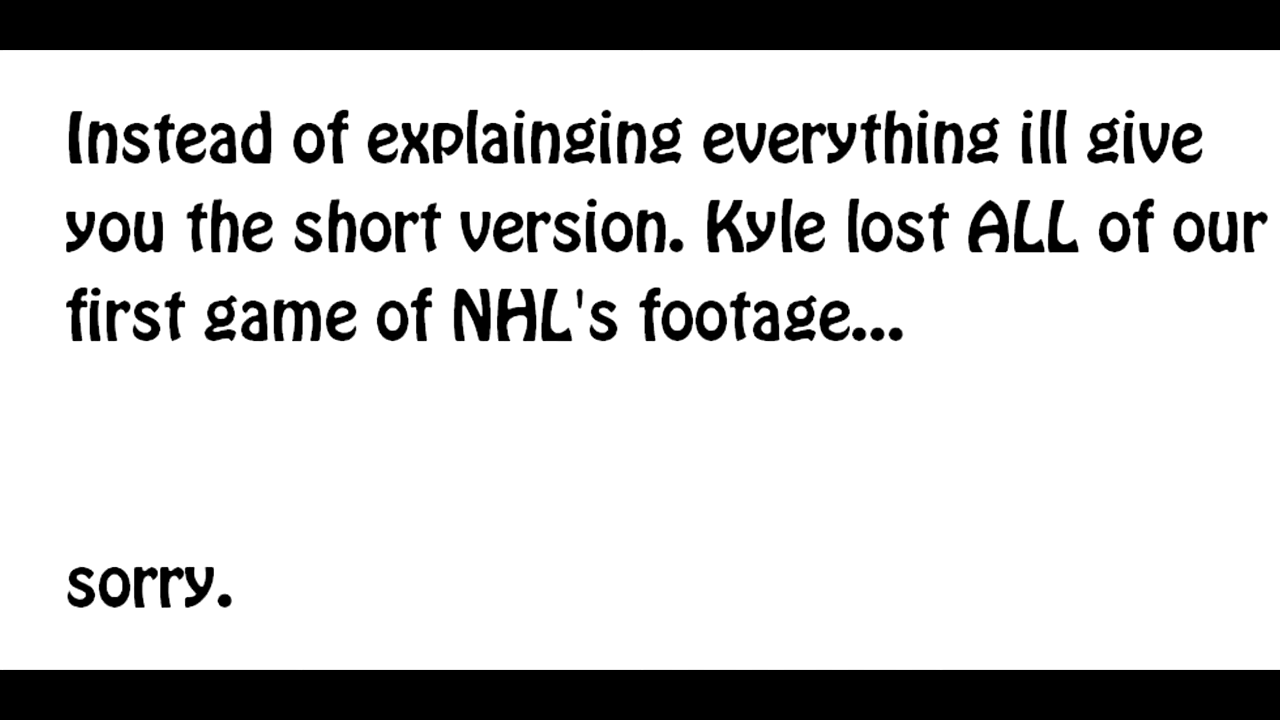 Instead of explainging everything ill give
you the short version. Kyle lost ALL of our
first game of NHL's footage...
sorry.